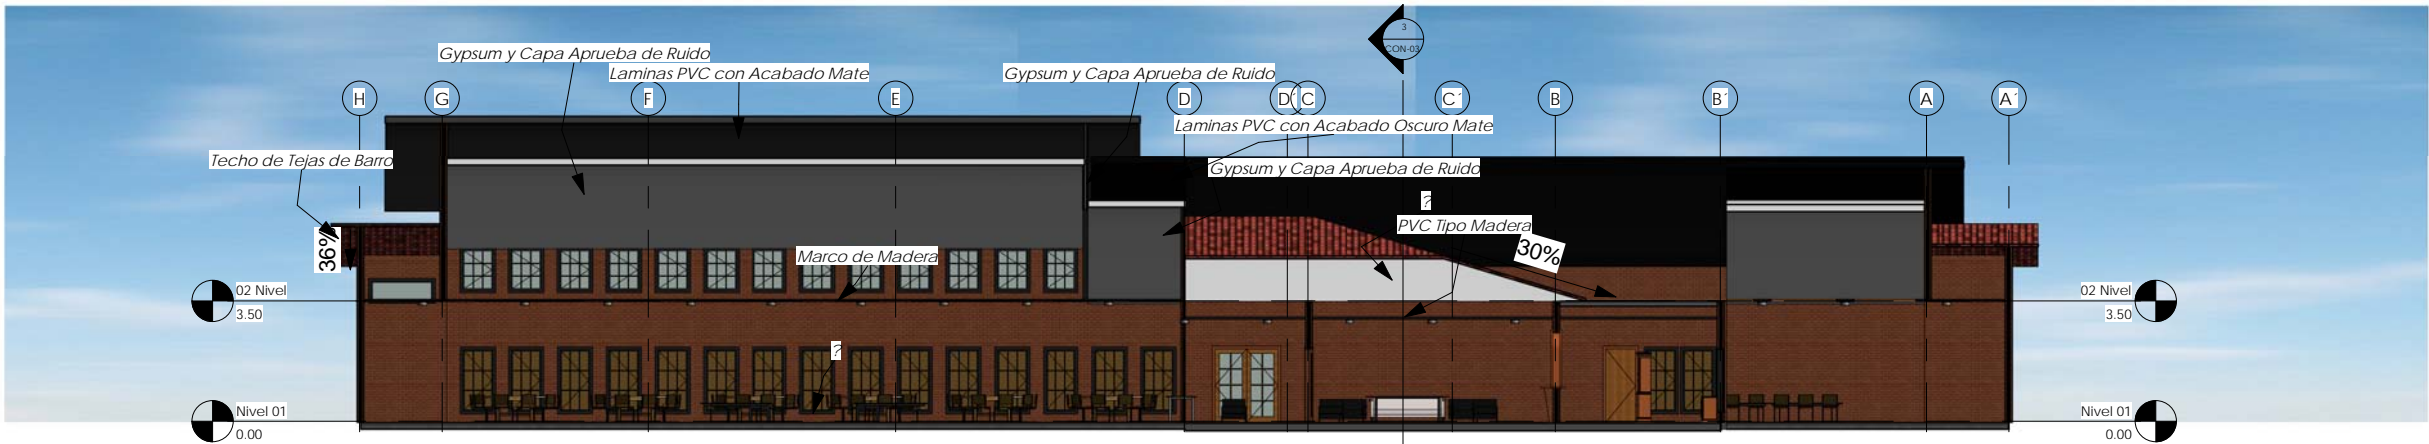 3
CON-03
Gypsum y Capa Aprueba de Ruido
Laminas PVC con Acabado Mate
Gypsum y Capa Aprueba de Ruido
H
G
F
E
D
D´
C
C´
B
B´
A
A´
Laminas PVC con Acabado Oscuro Mate
Techo de Tejas de Barro
Gypsum y Capa Aprueba de Ruido
?
PVC Tipo Madera
36%
Marco de Madera
30%
02 Nivel
3.50
02 Nivel
3.50
?
Nivel 01
0.00
Nivel 01
0.00